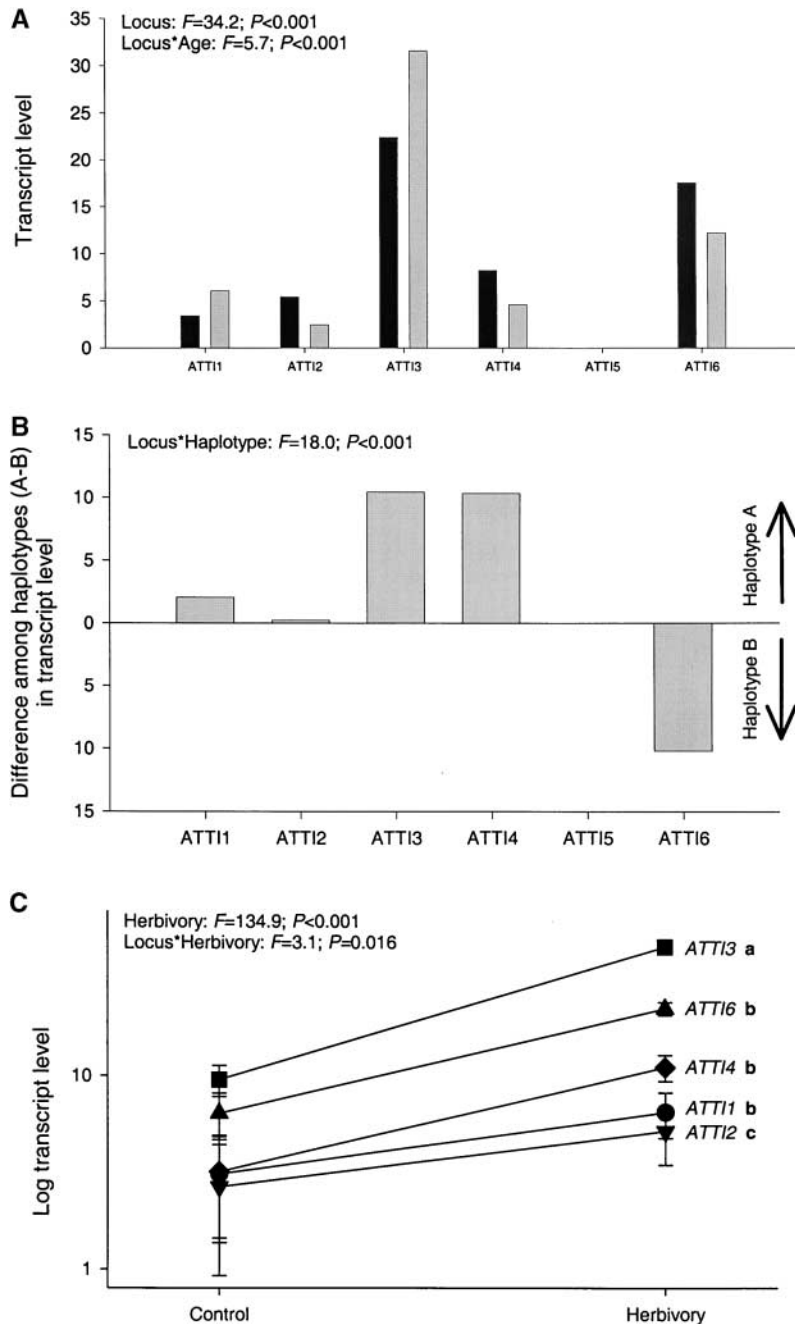 A
Locus: F=34.2; P<0.001
Locus*Age: F=5.7; P<0.001
Transcript level
35
30
25
20
15
10
5
0
ATTI1 ATTI2 ATTI3 ATTI4 ATTI5 ATTI6
B
Locus*Haplotype: F=18.0; P<0.001
Difference among haplotypes (A-B)
in transcript level
15
10
5
0
5
10
15
Haplotype A
Haplotype B
ATTI1 ATTI2 ATTI3 ATTI4 ATTI5 ATTI6
C
Herbivory: F=134.9; P<0.001
Locus*Herbivory: F=3.1; P=0.016
Log transcript level
10
1
ATTI3 a
ATTI6 b
ATTI4 b
ATTI1 b
ATTI2 c
Control Herbivory